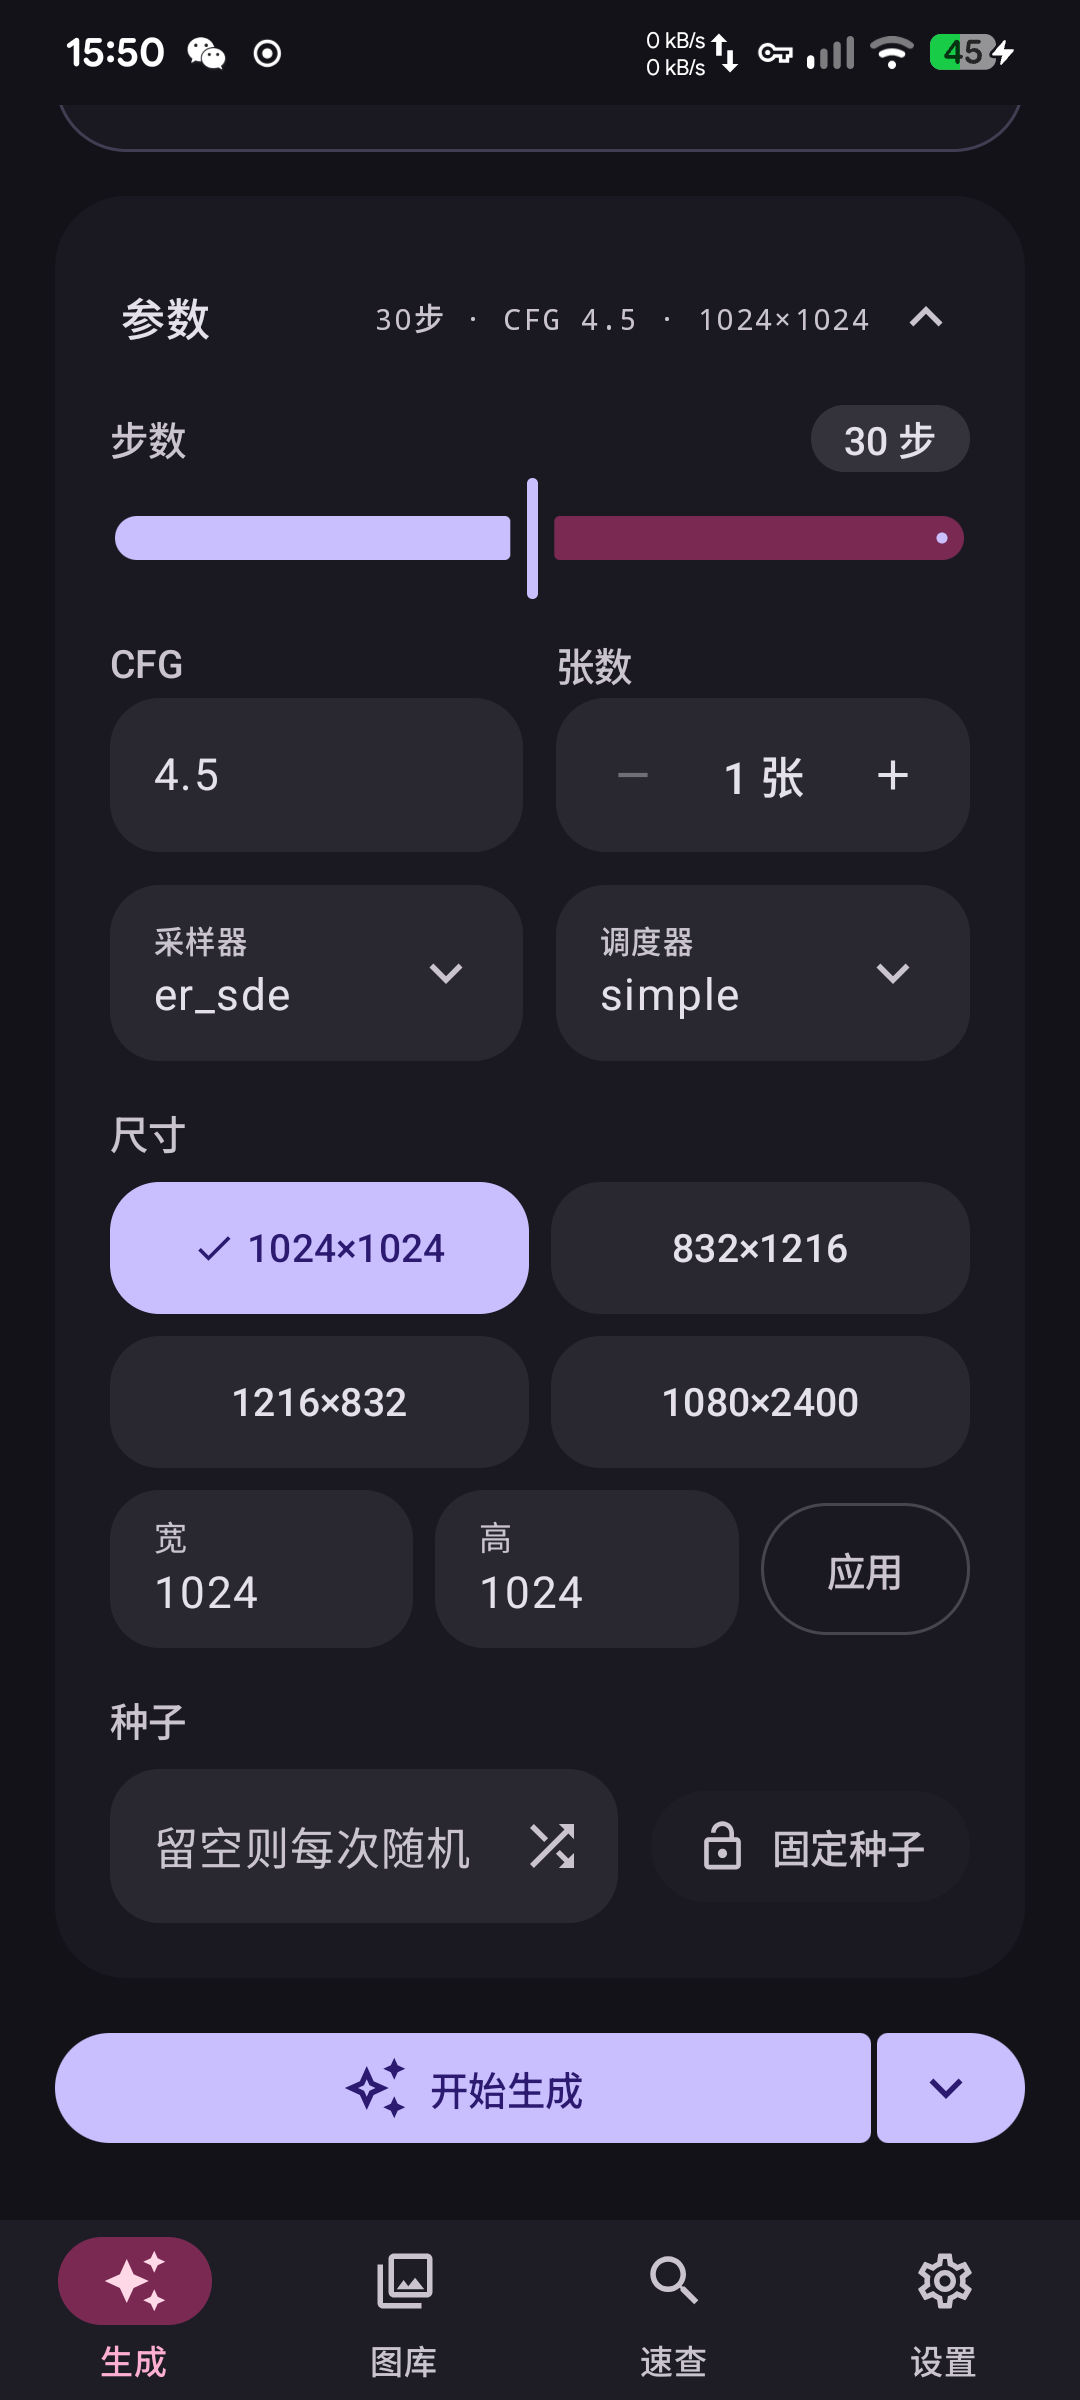 15:50
0 kB/s
0 kB/s
45
参数
30步 · CFG 4.5 · 1024×1024
步数
30 步
CFG
张数
4.5
1 张
采样器
er_sde
调度器
simple
尺寸
1024×1024
832×1216
1216×832
1080×2400
宽
1024
高
1024
应用
种子
留空则每次随机
固定种子
开始生成
生成
图库
速查
设置